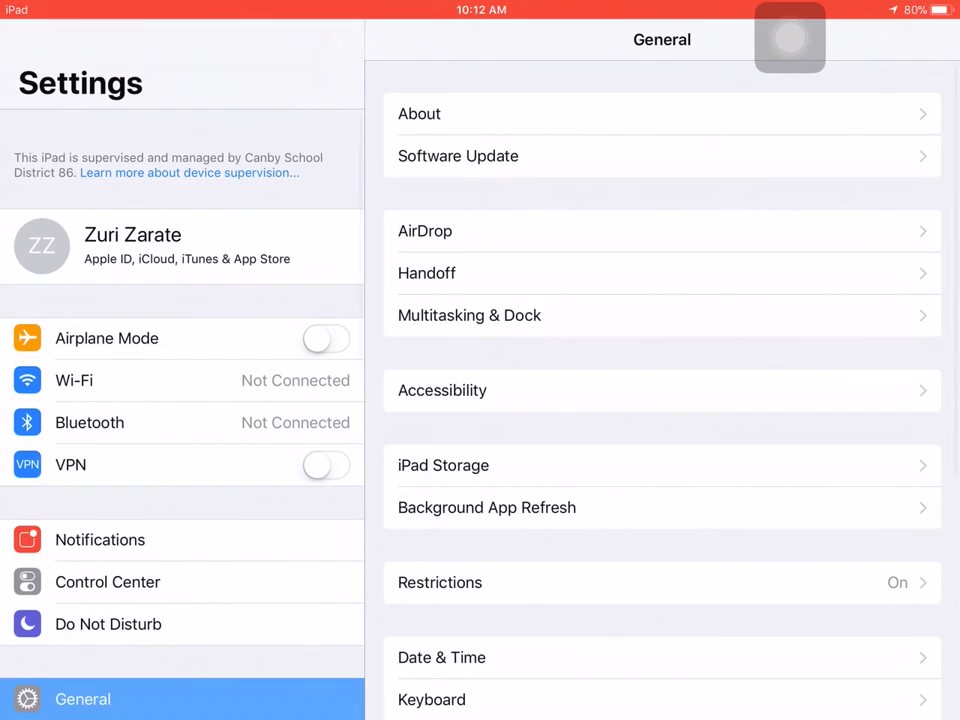 iPad
10:12 AM
80%
Settings
General
This iPad is supervised and managed by Canby School
District 86. Learn more about device supervision...
ZZ
Zuri Zarate
Apple ID, iCloud, iTunes & App Store
Airplane Mode
Wi-Fi Not Connected
Bluetooth Not Connected
VPN VPN
Notifications
Control Center
Do Not Disturb
General
About
Software Update
AirDrop
Handoff
Multitasking & Dock
Accessibility
iPad Storage
Background App Refresh
Restrictions On
Date & Time
Keyboard